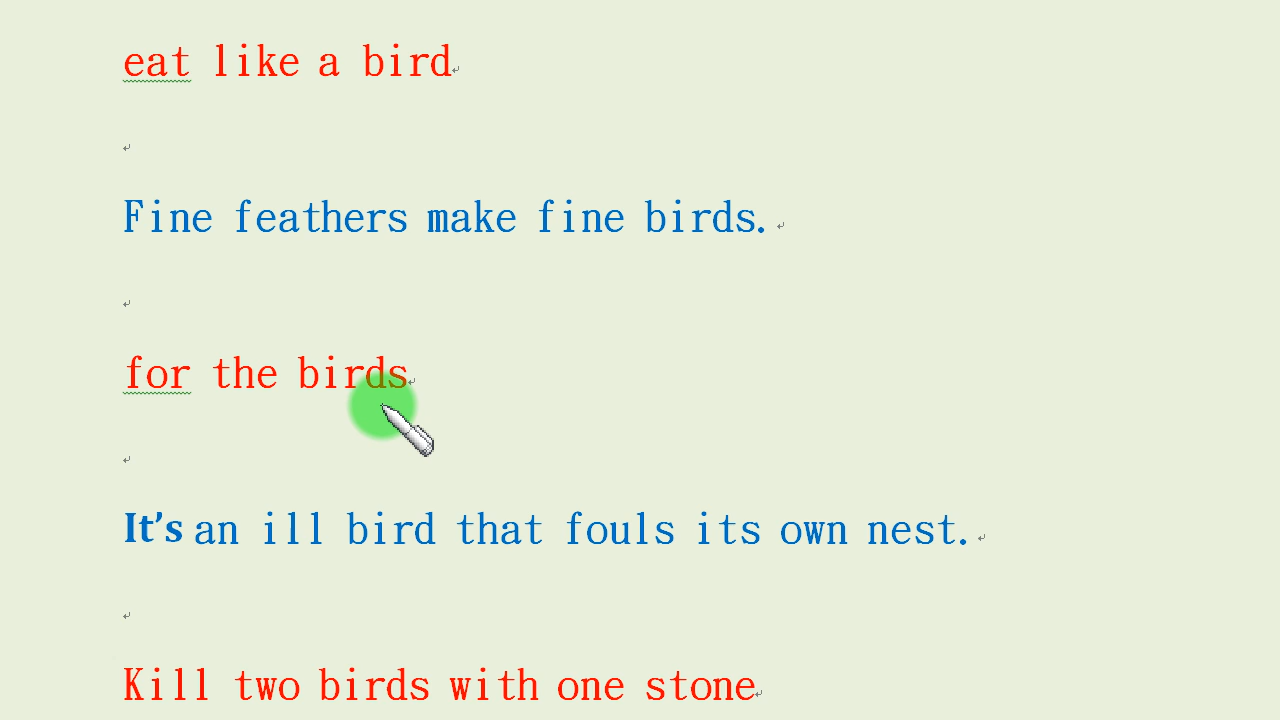 eat like a bird
Fine feathers make fine birds.
for the birds
It’s an ill bird that fouls its own nest.
Kill two birds with one stone